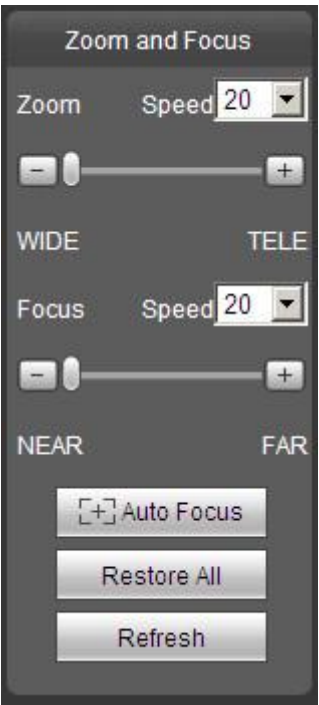 Zoom and Focus
Zoom Speed 20
- +
WIDE TELE
Focus Speed 20
- +
NEAR FAR
[+] Auto Focus
Restore All
Refresh